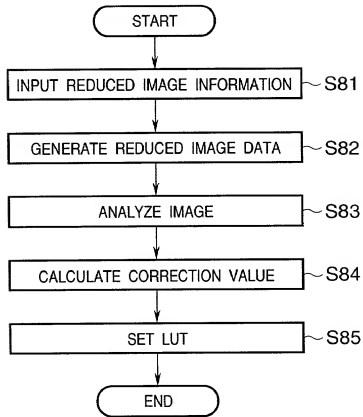 START
INPUT REDUCED IMAGE INFORMATION S81
GENERATE REDUCED IMAGE DATA S82
ANALYZE IMAGE S83
CALCULATE CORRECTION VALUE S84
SET LUT S85
END